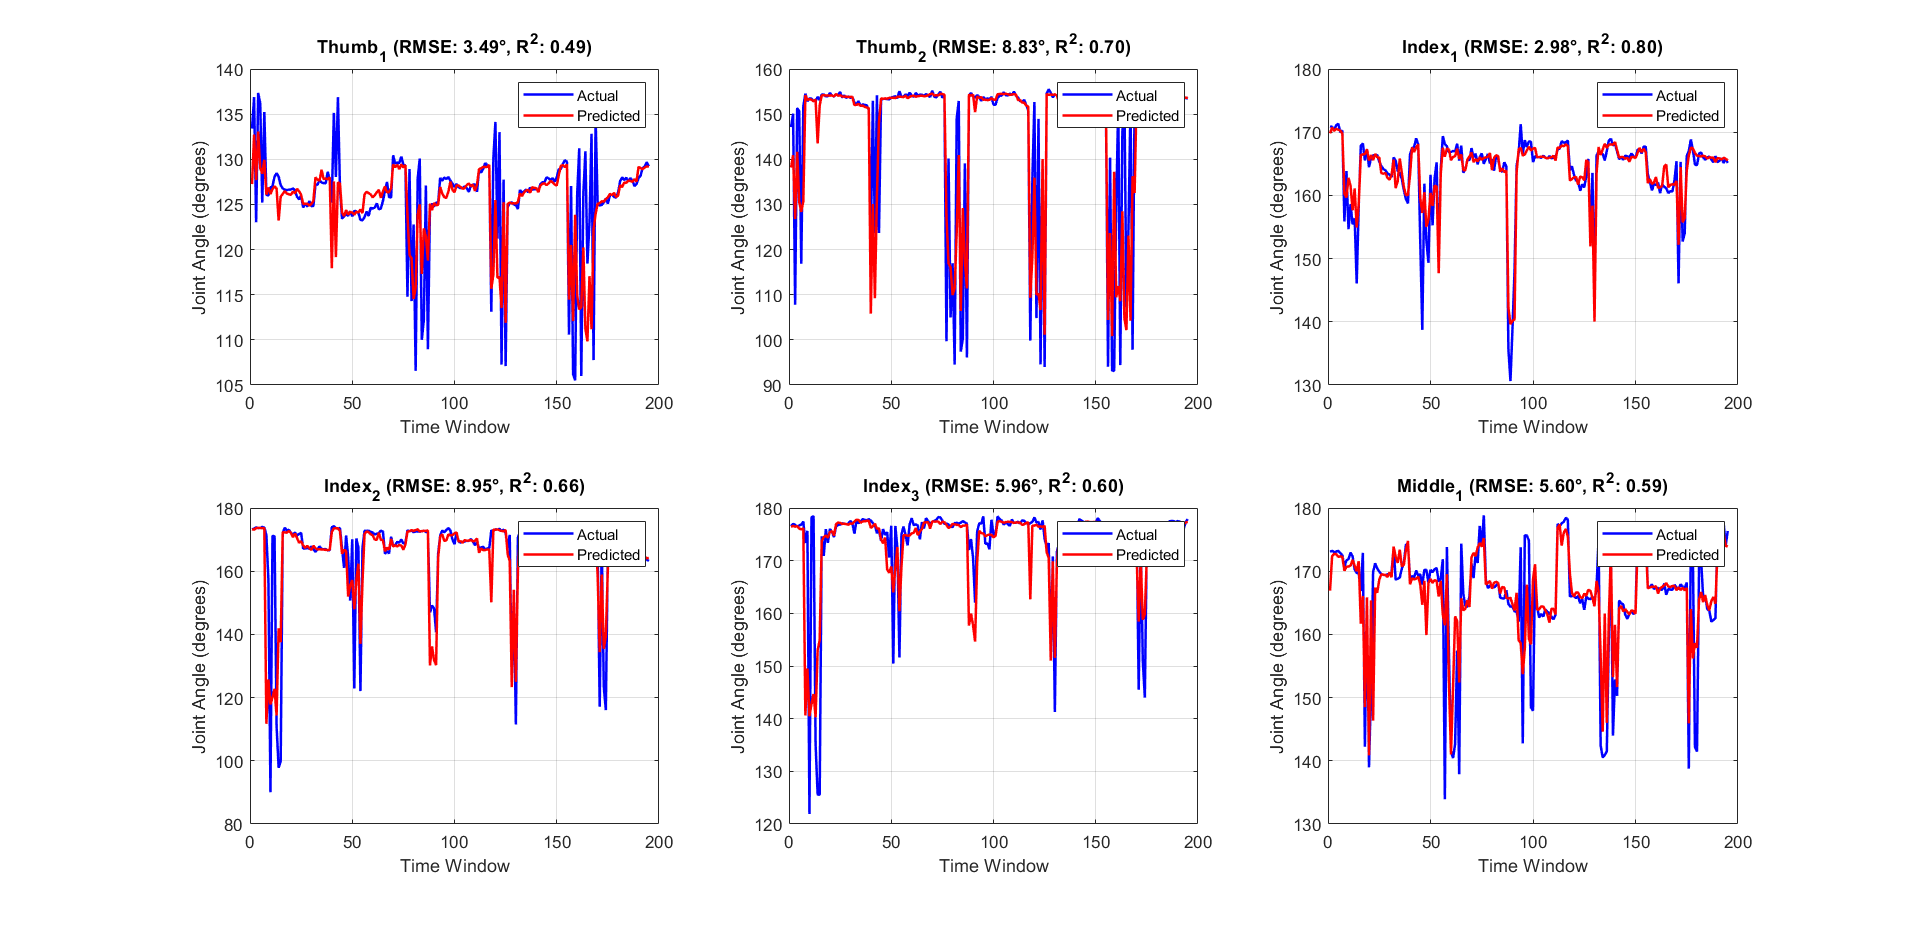 Thumb1 (RMSE: 3.49°, R2: 0.49)
140
135
130
125
120
115
110
105
Joint Angle (degrees)
Actual
Predicted
0 50 100 150 200
Time Window
Thumb2 (RMSE: 8.83°, R2: 0.70)
160
150
140
130
120
110
100
90
Joint Angle (degrees)
Actual
Predicted
0 50 100 150 200
Time Window
Index1 (RMSE: 2.98°, R2: 0.80)
180
170
160
150
140
130
Joint Angle (degrees)
Actual
Predicted
0 50 100 150 200
Time Window
Index2 (RMSE: 8.95°, R2: 0.66)
180
160
140
120
100
80
Joint Angle (degrees)
Actual
Predicted
0 50 100 150 200
Time Window
Index3 (RMSE: 5.96°, R2: 0.60)
180
170
160
150
140
130
120
Joint Angle (degrees)
Actual
Predicted
0 50 100 150 200
Time Window
Middle1 (RMSE: 5.60°, R2: 0.59)
180
170
160
150
140
130
Joint Angle (degrees)
Actual
Predicted
0 50 100 150 200
Time Window